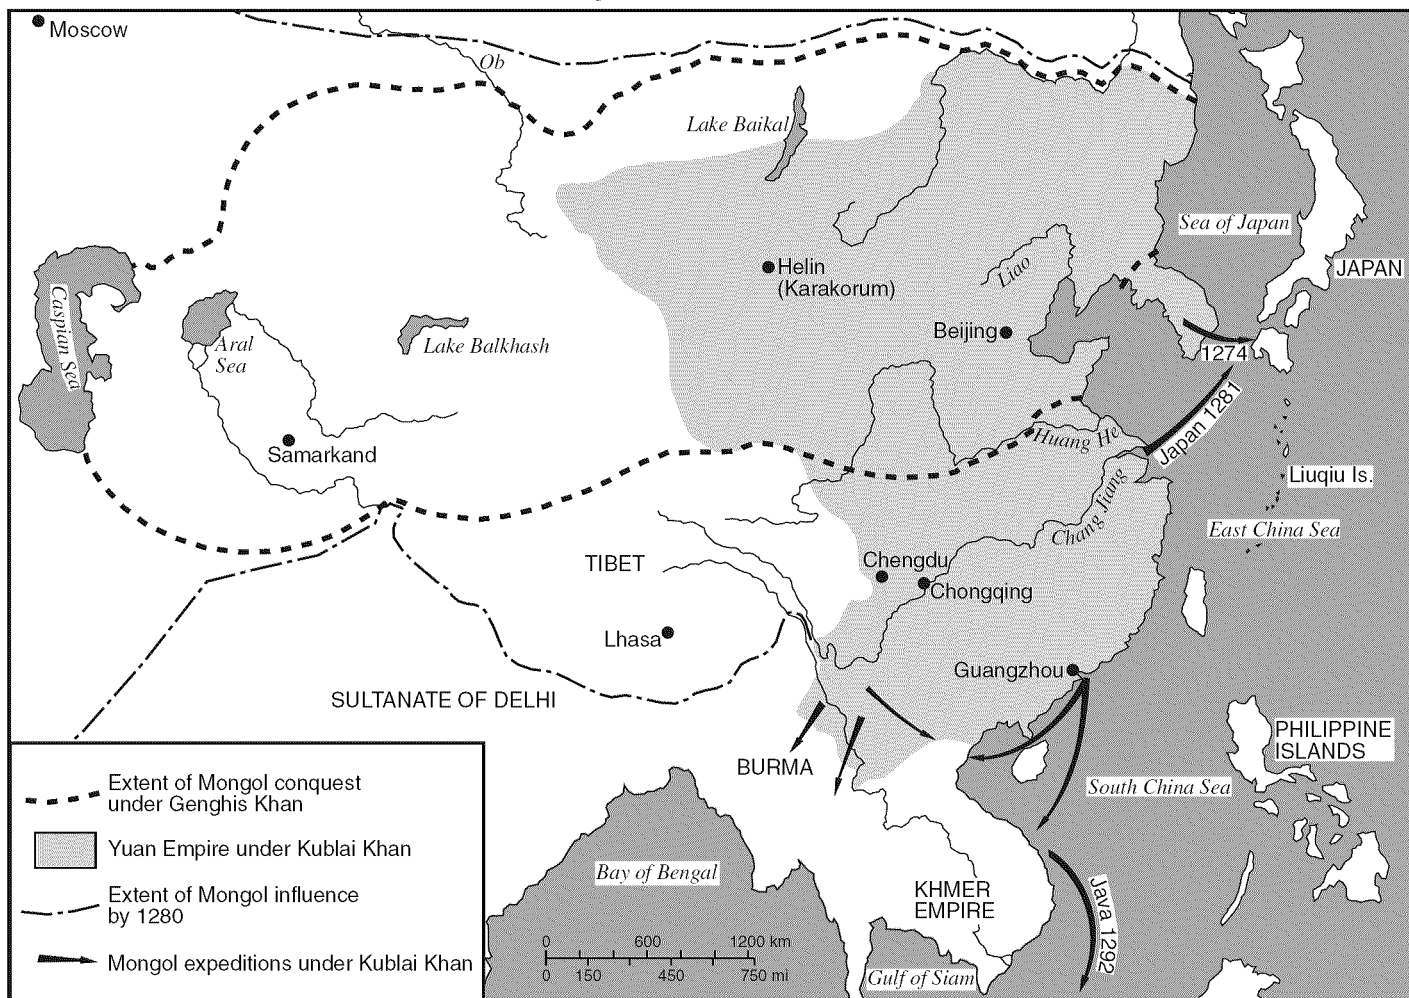 Moscow
Ob
Lake Baikal
Sea of Japan
JAPAN
Helin
(Karakorum)
Liao
Beijing
Caspian Sea
Aral
Sea
Lake Balkhash
1274
Japan 1281
Huang He
Samarkand
Liuqiu Is.
Chang Jiang
East China Sea
TIBET
Chengdu
Chongqing
Lhasa
Guangzhou
SULTANATE OF DELHI
PHILIPPINE
ISLANDS
BURMA
South China Sea
Bay of Bengal
KHMER
EMPIRE
Java 1292
Gulf of Siam
0 600 1200 km
0 150 450 750 mi
Extent of Mongol conquest
under Genghis Khan
Yuan Empire under Kublai Khan
Extent of Mongol influence
by 1280
Mongol expeditions under Kublai Khan